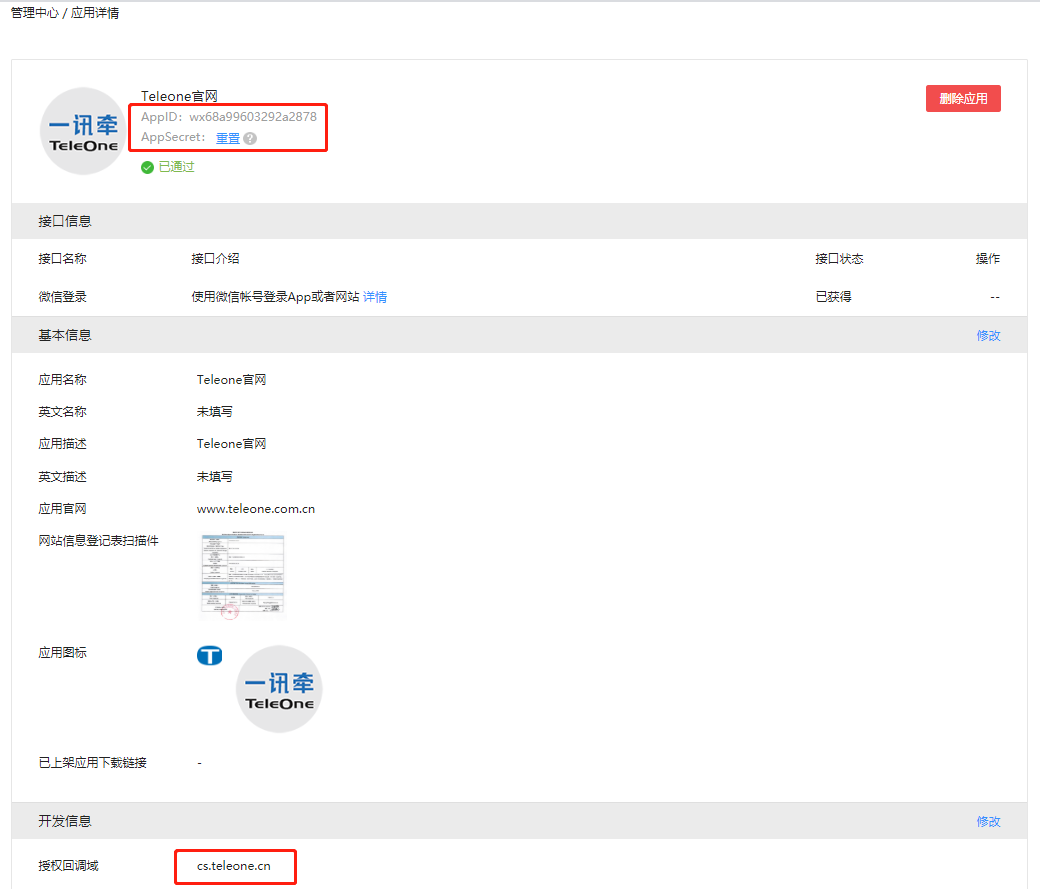 管理中心 / 应用详情
Teleone官网
删除应用
一讯牵
TeleOne
AppID: wx68a99603292a2878
AppSecret: 重置 ?
已通过
接口信息
接口名称 接口介绍 接口状态 操作
微信登录 使用微信帐号登录App或者网站 详情 已获得 --
基本信息 修改
应用名称 Teleone官网
英文名称 未填写
应用描述 Teleone官网
英文描述 未填写
应用官网 www.teleone.com.cn
网站信息登记表扫描件
应用图标
T
一讯牵
TeleOne
已上架应用下载链接 -
开发信息 修改
授权回调域 cs.teleone.cn